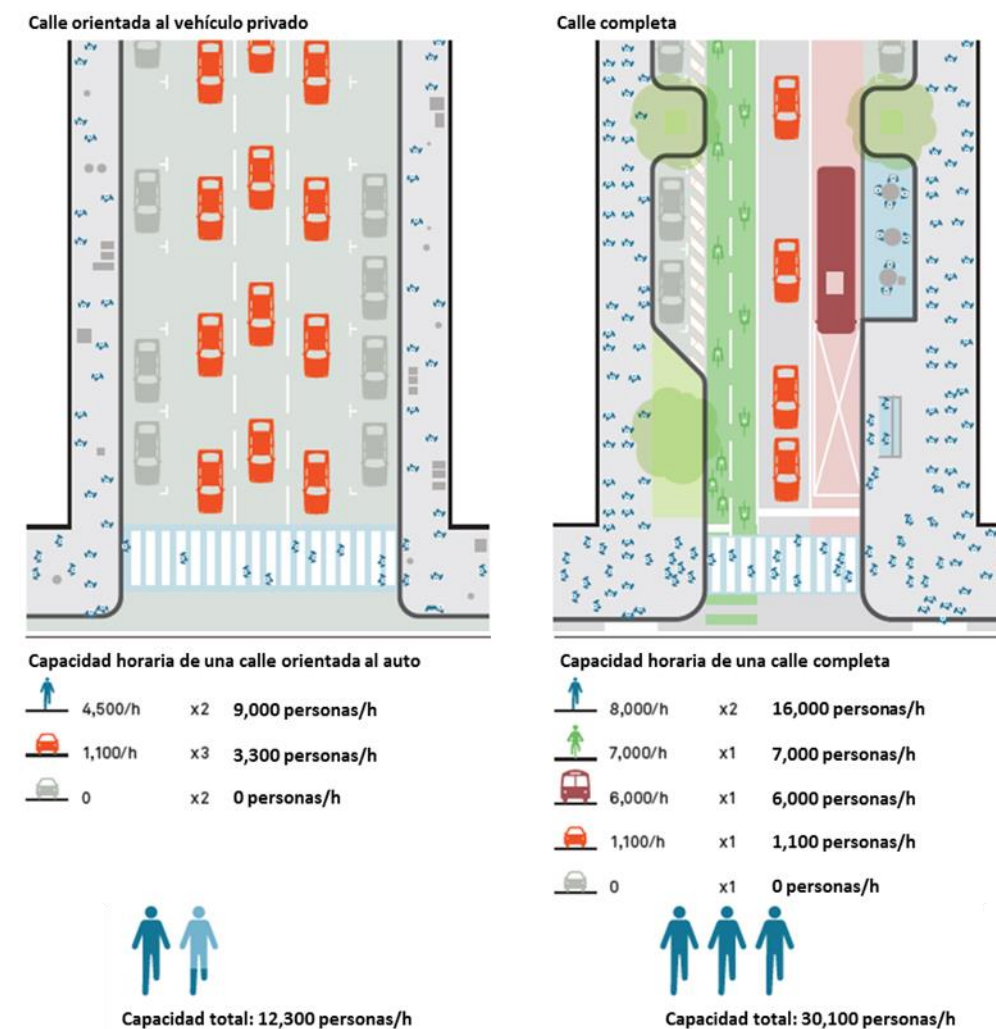 Calle orientada al vehículo privado
Capacidad horaria de una calle orientada al auto
4,500/h x2 9,000 personas/h
1,100/h x3 3,300 personas/h
0 x2 0 personas/h
Capacidad total: 12,300 personas/h
Calle completa
Capacidad horaria de una calle completa
8,000/h x2 16,000 personas/h
7,000/h x1 7,000 personas/h
6,000/h x1 6,000 personas/h
1,100/h x1 1,100 personas/h
0 x1 0 personas/h
Capacidad total: 30,100 personas/h